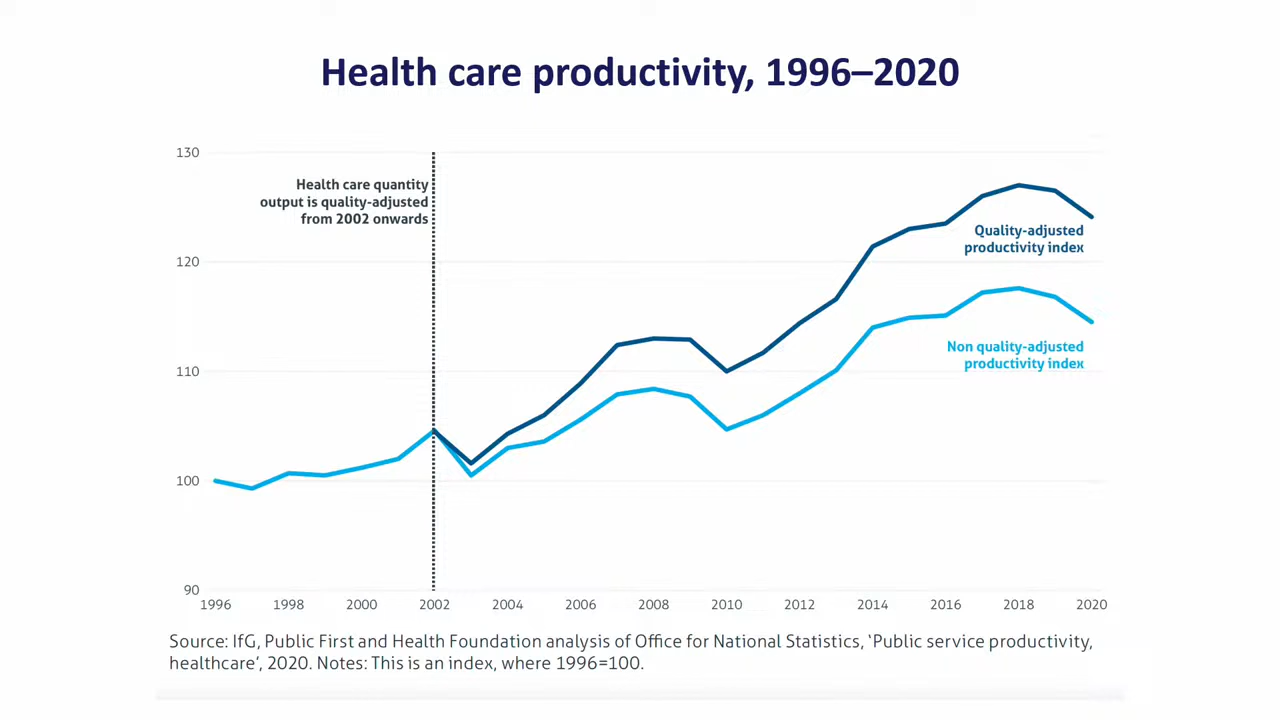 Health care productivity, 1996–2020
130
Health care quantity
output is quality-adjusted
from 2002 onwards
Quality-adjusted
productivity index
120
Non quality-adjusted
productivity index
110
100
90
1996 1998 2000 2002 2004 2006 2008 2010 2012 2014 2016 2018 2020
Source: IfG, Public First and Health Foundation analysis of Office for National Statistics, ‘Public service productivity,
healthcare’, 2020. Notes: This is an index, where 1996=100.